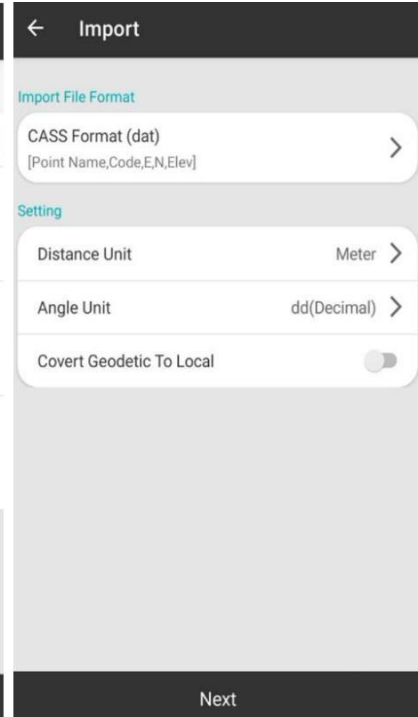 Import
Import File Format
CASS Format (dat)
[Point Name,Code,E,N,Elev]
Setting
Distance Unit Meter
Angle Unit dd(Decimal)
Covert Geodetic To Local
Next